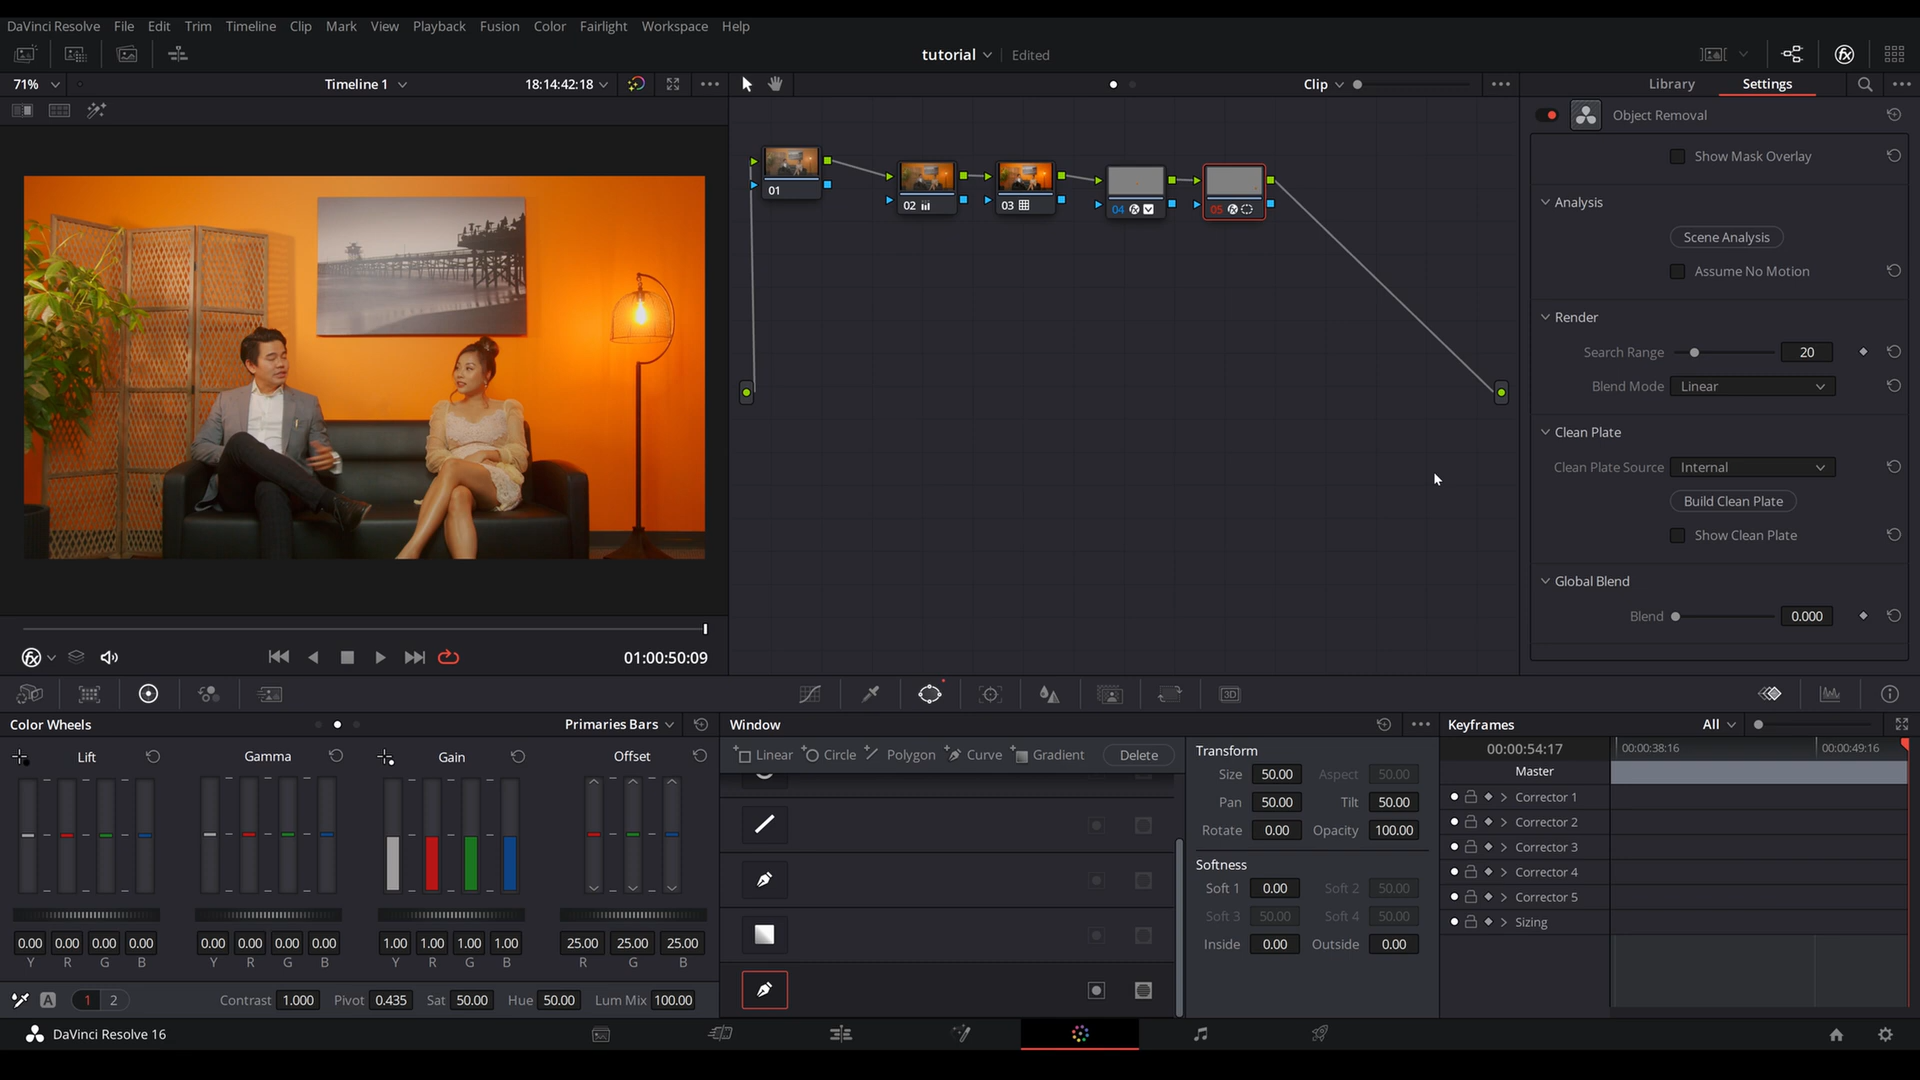 DaVinci Resolve File Edit Trim Timeline Clip Mark View Playback Fusion Color Fairlight Workspace Help
tutorial Edited
71% Timeline 1 18:14:42:18 Clip Library Settings
Object Removal
Show Mask Overlay
Analysis
Scene Analysis
Assume No Motion
Render
Search Range 20
Blend Mode Linear
Clean Plate
Clean Plate Source Internal
Build Clean Plate
Show Clean Plate
Global Blend
Blend 0.000
01
02
03
04
05
01:00:50:09
3D
Color Wheels Primaries Bars
Lift Gamma Gain Offset
0.00 0.00 0.00 0.00 0.00 0.00 0.00 0.00 1.00 1.00 1.00 1.00 25.00 25.00 25.00
Y R G B Y R G B Y R G B R G B
A 1 2 Contrast 1.000 Pivot 0.435 Sat 50.00 Hue 50.00 Lum Mix 100.00
Window
Linear Circle Polygon Curve Gradient Delete
Transform
Size 50.00 Aspect 50.00
Pan 50.00 Tilt 50.00
Rotate 0.00 Opacity 100.00
Softness
Soft 1 0.00 Soft 2 50.00
Soft 3 50.00 Soft 4 50.00
Inside 0.00 Outside 0.00
Keyframes All
00:00:54:17 00:00:38:16 00:00:49:16
Master
Corrector 1
Corrector 2
Corrector 3
Corrector 4
Corrector 5
Sizing
DaVinci Resolve 16